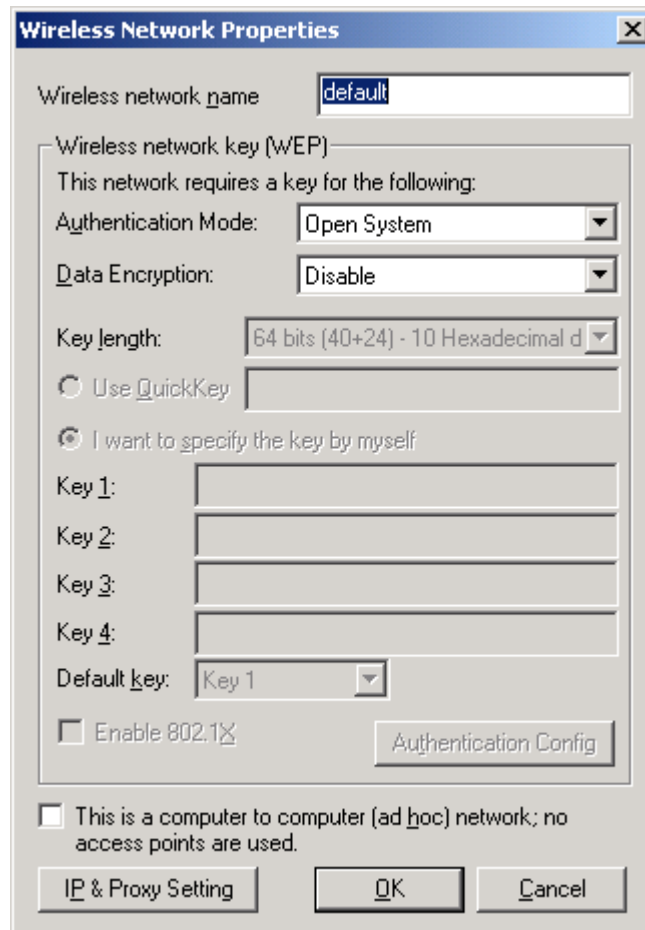 Wireless Network Properties
Wireless network name default
Wireless network key (WEP)
This network requires a key for the following:
Authentication Mode: Open System
Data Encryption: Disable
Key length: 64 bits (40+24) - 10 Hexadecimal d
Use QuickKey
I want to specify the key by myself
Key 1:
Key 2:
Key 3:
Key 4:
Default key: Key 1
Enable 802.1X Authentication Config
This is a computer to computer (ad hoc) network; no
access points are used.
IP & Proxy Setting OK Cancel